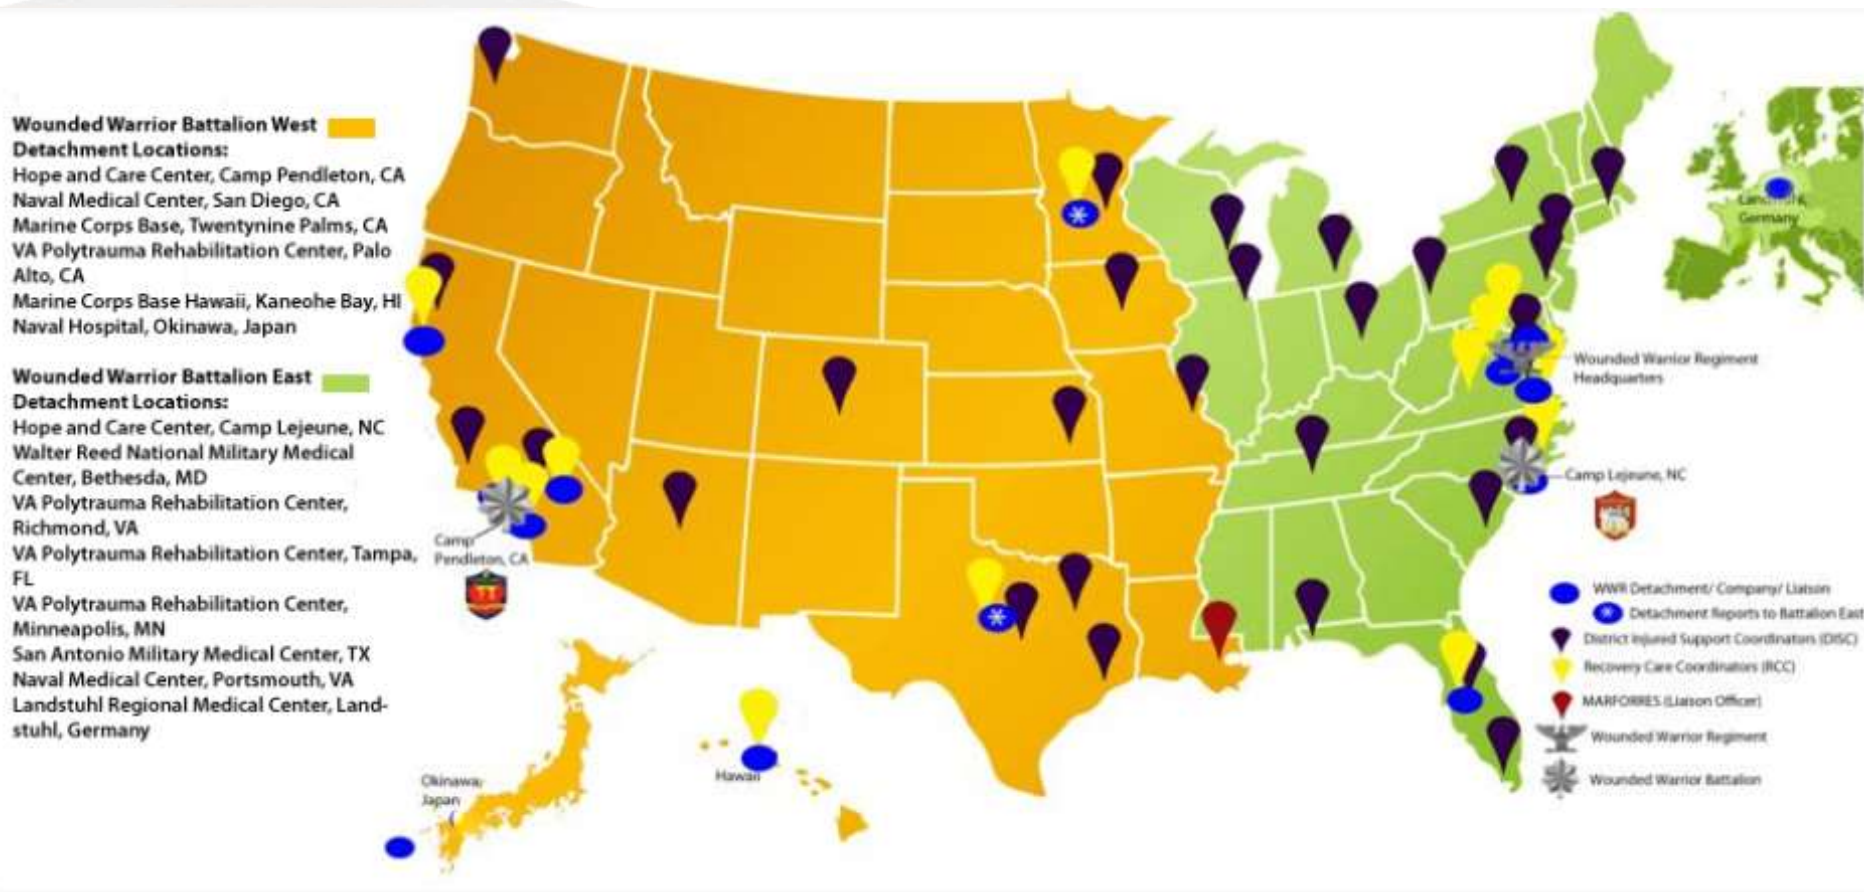 Wounded Warrior Battalion West
Detachment Locations:
Hope and Care Center, Camp Pendleton, CA
Naval Medical Center, San Diego, CA
Marine Corps Base, Twentynine Palms, CA
VA Polytrauma Rehabilitation Center, Palo
Alto, CA
Marine Corps Base Hawaii, Kaneohe Bay, HI
Naval Hospital, Okinawa, Japan
Wounded Warrior Battalion East
Detachment Locations:
Hope and Care Center, Camp Lejeune, NC
Walter Reed National Military Medical
Center, Bethesda, MD
VA Polytrauma Rehabilitation Center,
Richmond, VA
VA Polytrauma Rehabilitation Center, Tampa,
FL
VA Polytrauma Rehabilitation Center,
Minneapolis, MN
San Antonio Military Medical Center, TX
Naval Medical Center, Portsmouth, VA
Landstuhl Regional Medical Center, Land-
stuhl, Germany
Camp
Pendleton, CA
Okinawa,
Japan
Hawaii
Germany
Wounded Warrior Regiment
Headquarters
Camp Lejeune, NC
WWR Detachment/ Company/ Liaison
Detachment Reports to Battalion East
District Injured Support Coordinators (DISC)
Recovery Care Coordinators (RCC)
MARFORRES (Liaison Officer)
Wounded Warrior Regiment
Wounded Warrior Battalion